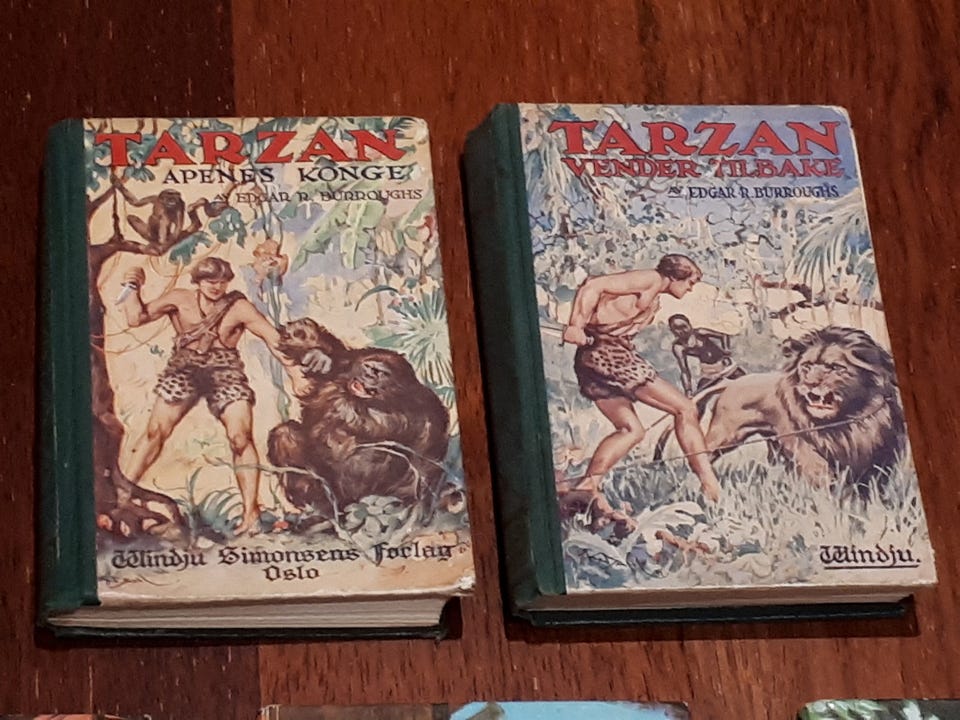 TARZAN
APENES KONGE
AV EDGAR R. BURROUGHS
Windju Simonsens Forlag
Oslo
TARZAN
VENDER TILBAKE
AV EDGAR R. BURROUGHS
Windju.